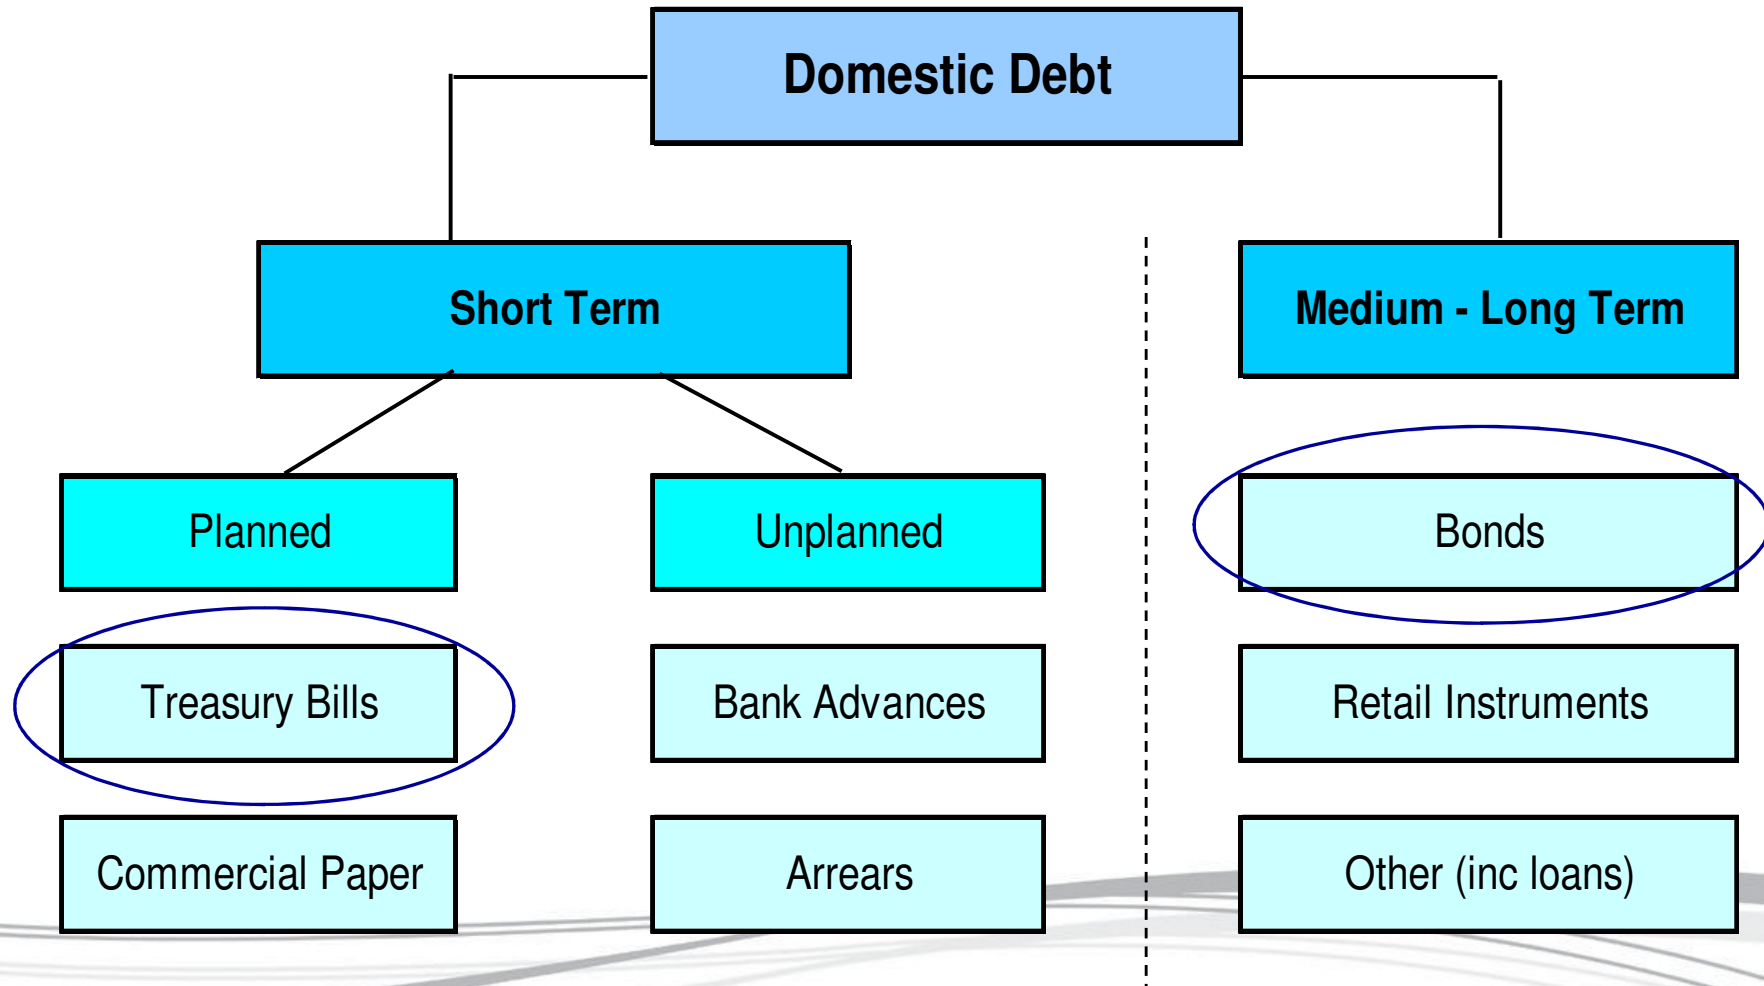 Domestic Debt
Short Term
Medium - Long Term
Planned
Unplanned
Bonds
Treasury Bills
Bank Advances
Retail Instruments
Commercial Paper
Arrears
Other (inc loans)